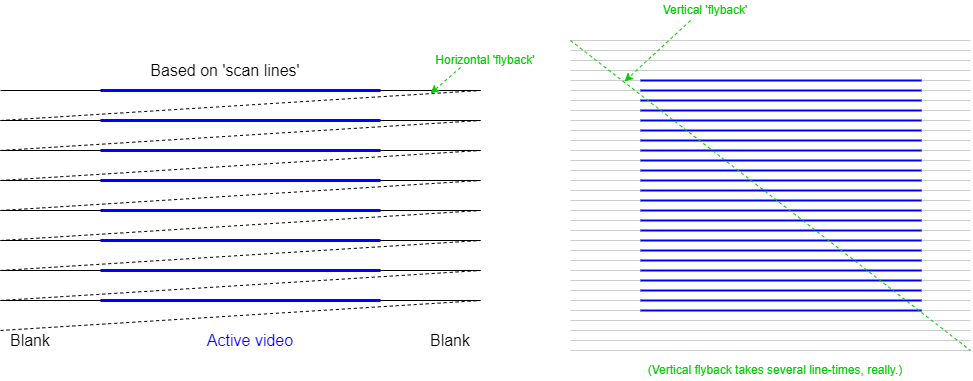 Based on 'scan lines'
Horizontal 'flyback'
Blank
Active video
Blank
Vertical 'flyback'
(Vertical flyback takes several line-times, really.)